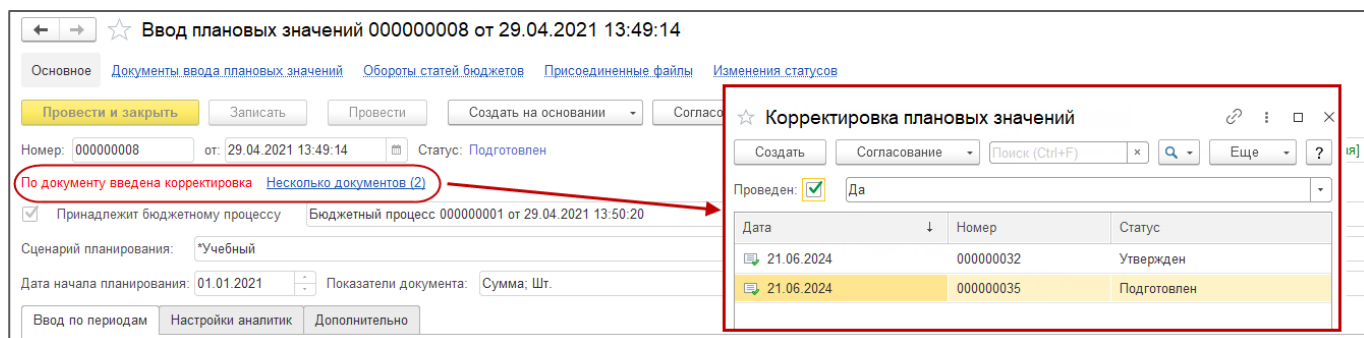 Ввод плановых значений 000000008 от 29.04.2021 13:49:14
Основное Документы ввода плановых значений Обороты статей бюджетов Присоединенные файлы Изменения статусов
Провести и закрыть Записать Провести Создать на основании Согласо
Номер: 000000008 от: 29.04.2021 13:49:14 Статус: Подготовлен
По документу введена корректировка Несколько документов (2)
Принадлежит бюджетному процессу Бюджетный процесс 000000001 от 29.04.2021 13:50:20
Сценарий планирования: *Учебный
Дата начала планирования: 01.01.2021 Показатели документа: Сумма; Шт.
Ввод по периодам Настройки аналитик Дополнительно
Корректировка плановых значений
Создать Согласование Поиск (Ctrl+F) × Еще ?
ия]
Проведен: Да
Дата ↓ Номер Статус
21.06.2024 000000032 Утвержден
21.06.2024 000000035 Подготовлен